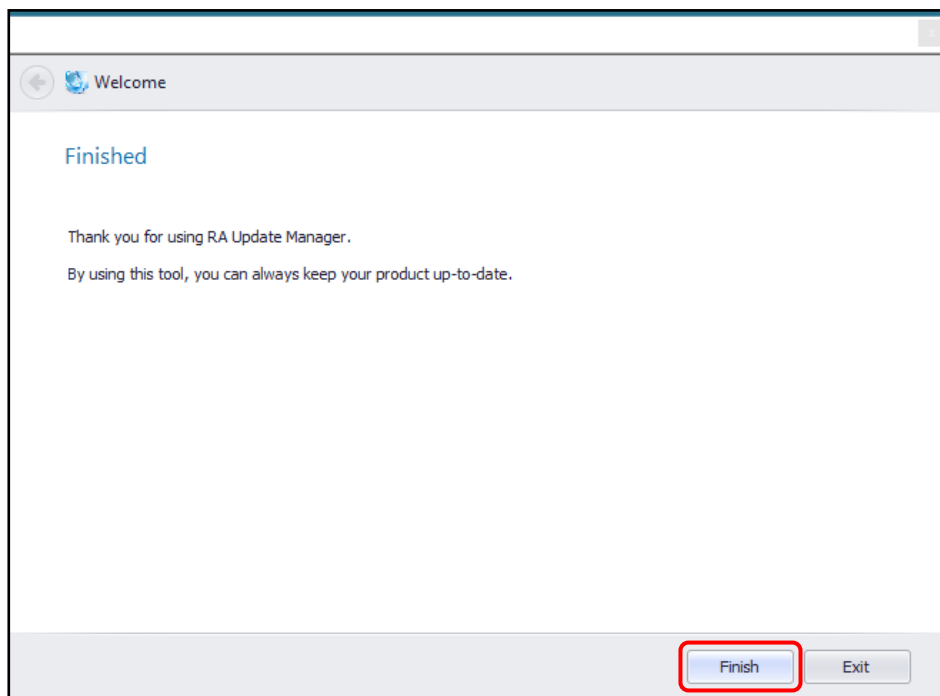 Welcome
Finished
Thank you for using RA Update Manager.
By using this tool, you can always keep your product up-to-date.
Finish Exit